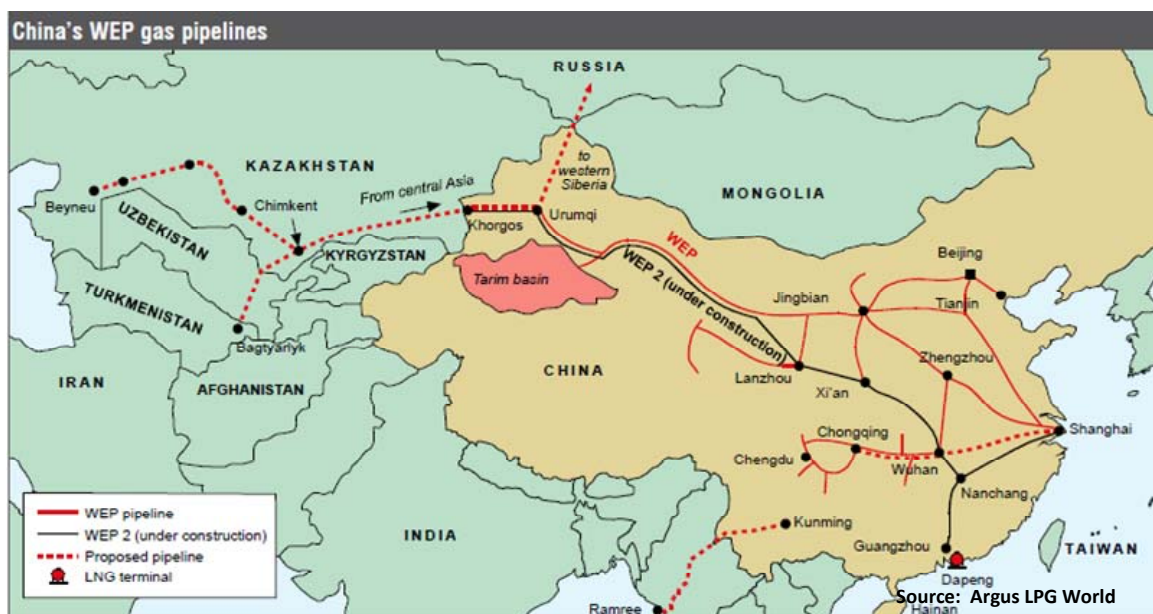 China's WEP gas pipelines
RUSSIA
to
western
Siberia
KAZAKHSTAN
MONGOLIA
From central Asia
Beyneu
Chimkent
Khorgos
Urumqi
UZBEKISTAN
KYRGYZSTAN
WEP
WEP 2 (under construction)
Beijing
Tarim basin
TURKMENISTAN
Jingbian
Tianjin
Bagtyarlyk
Zhengzhou
IRAN
AFGHANISTAN
CHINA
Lanzhou
Xi'an
Chongqing
Shanghai
Chengdu
Wuhan
Nanchang
WEP pipeline
WEP 2 (under construction)
Proposed pipeline
LNG terminal
INDIA
Kunming
Guangzhou
TAIWAN
Dapeng
Source: Argus LPG World
Hainan
Ramree